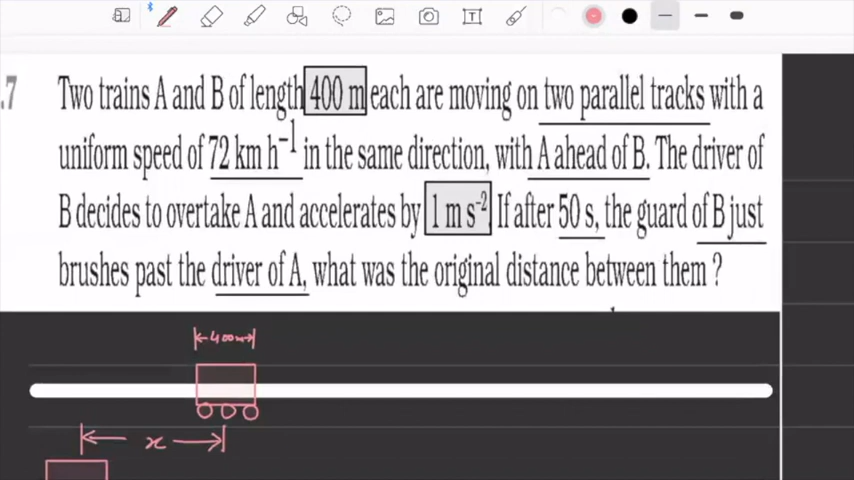 .7 Two trains A and B of length 400 m each are moving on two parallel tracks with a
uniform speed of 72 km h⁻¹ in the same direction, with A ahead of B. The driver of
B decides to overtake A and accelerates by 1 m s⁻² If after 50 s, the guard of B just
brushes past the driver of A, what was the original distance between them ?
400m
x